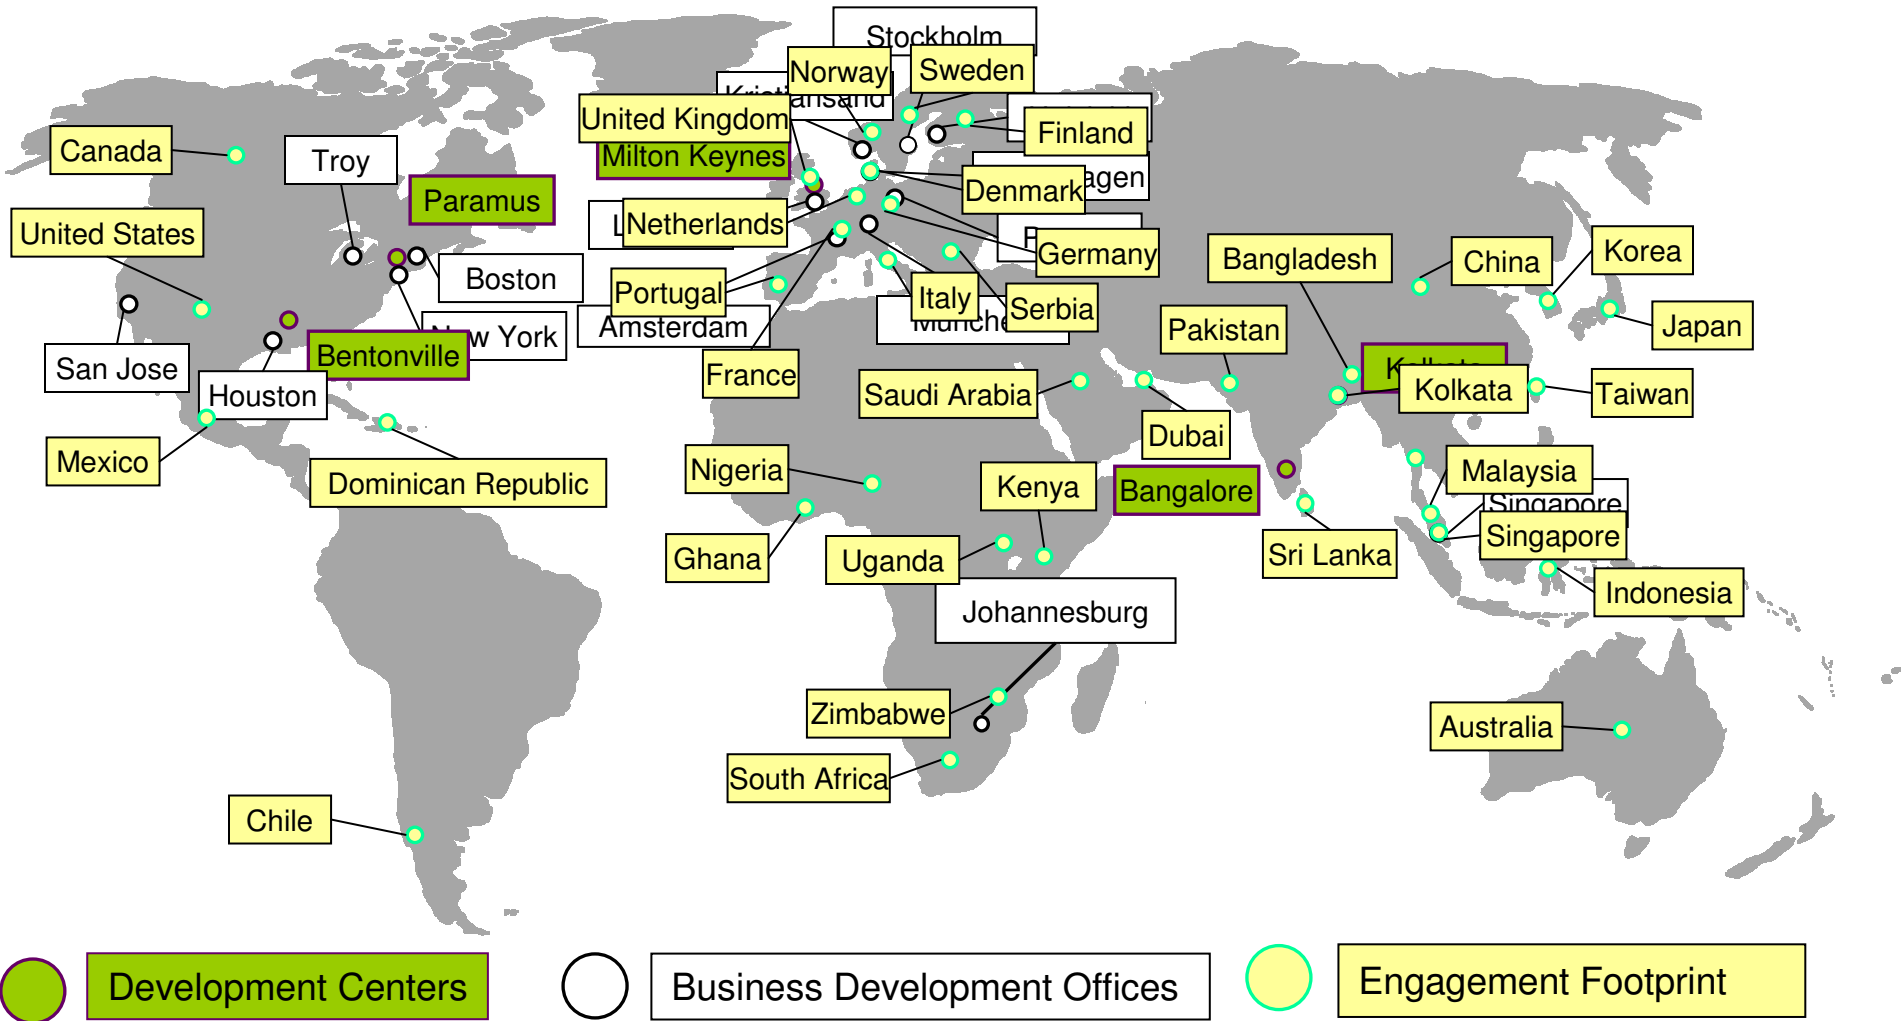 Stockholm
Norway
Sweden
United Kingdom
Finland
Canada
Troy
Milton Keynes
Denmark
Paramus
Netherlands
United States
Germany
Bangladesh
China
Korea
Boston
Portugal
Italy
Serbia
Amsterdam
Pakistan
Japan
New York
San Jose
Bentonville
France
Houston
Saudi Arabia
Kolkata
Kolkata
Taiwan
Dubai
Mexico
Dominican Republic
Nigeria
Kenya
Bangalore
Malaysia
Singapore
Singapore
Ghana
Uganda
Sri Lanka
Indonesia
Johannesburg
Zimbabwe
Australia
South Africa
Chile
Development Centers
Business Development Offices
Engagement Footprint